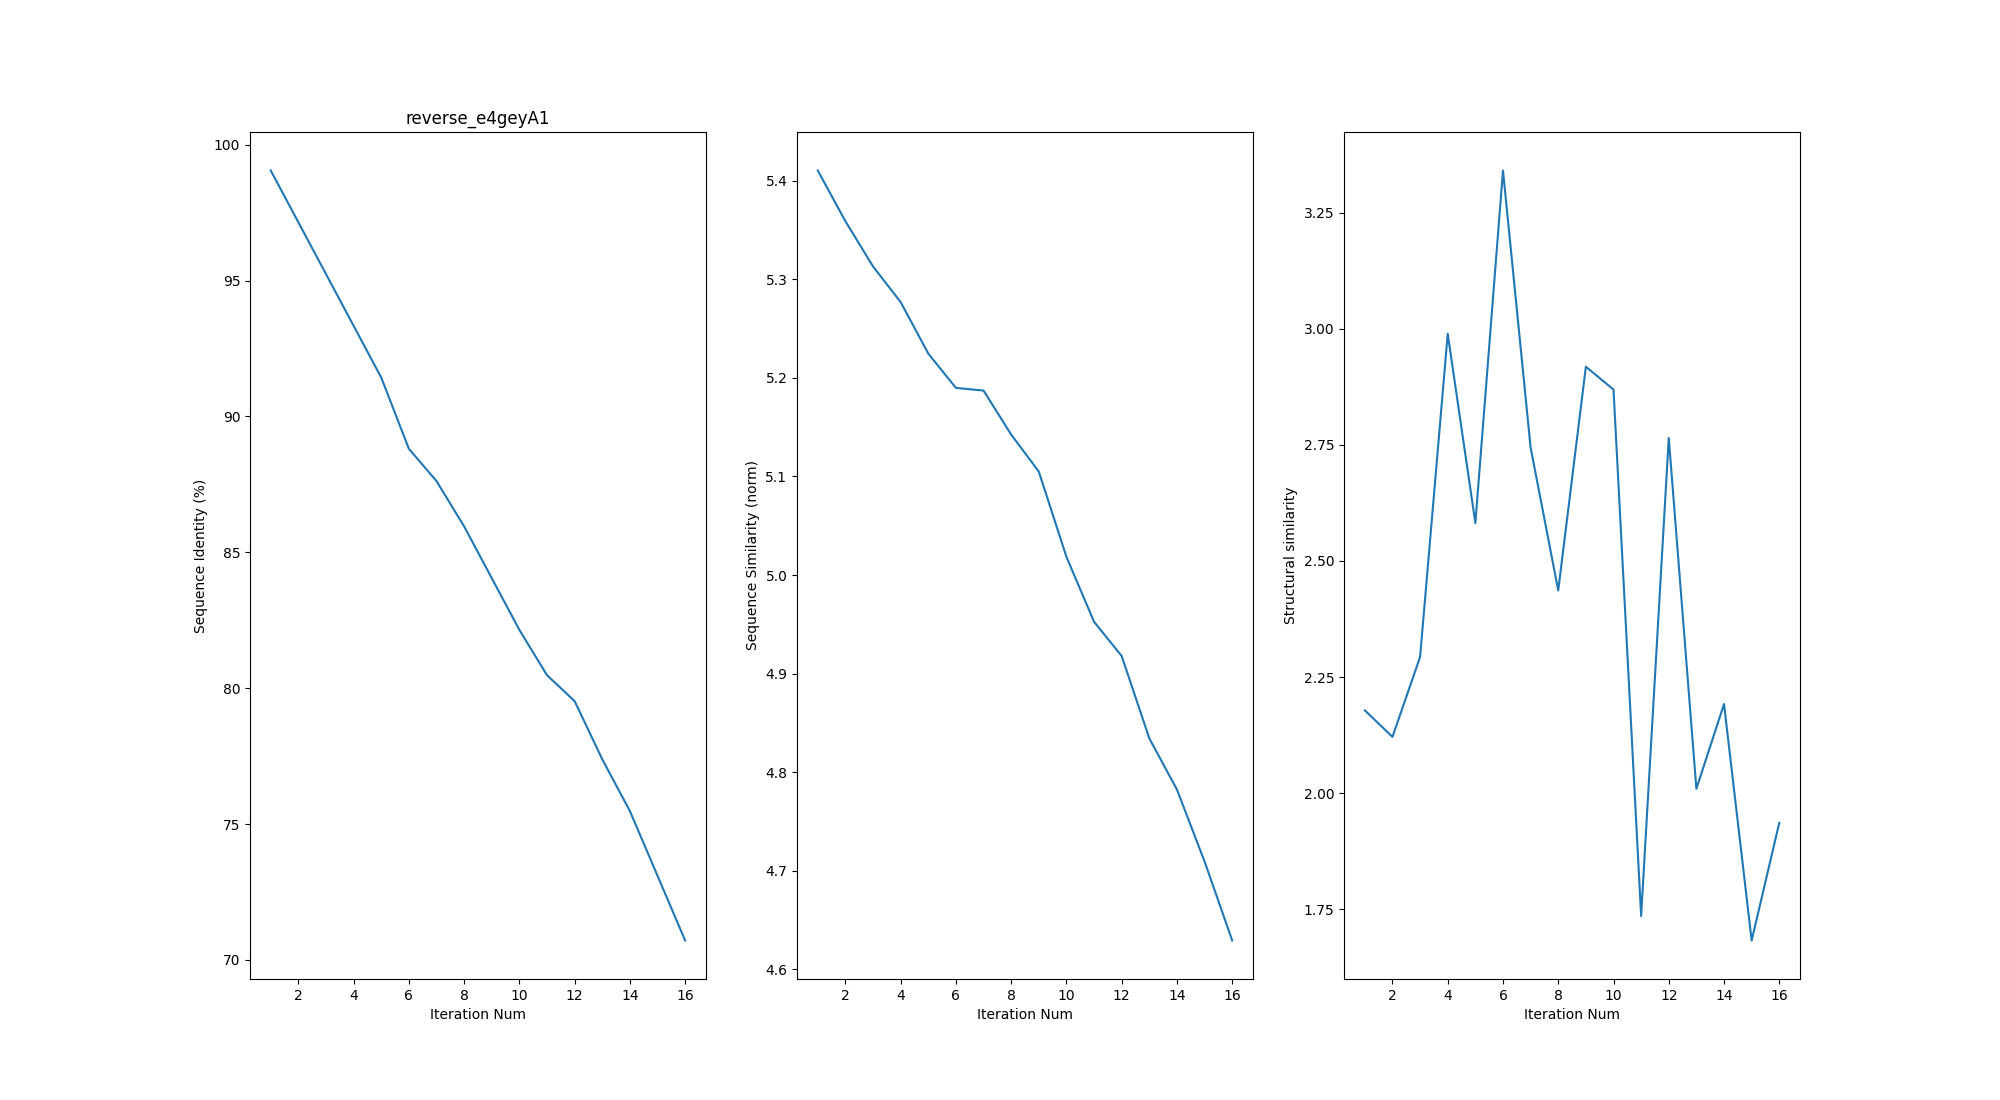 reverse_e4geyA1
100
95
90
85
80
75
70
Sequence Identity (%)
2 4 6 8 10 12 14 16
Iteration Num
5.4
5.3
5.2
5.1
5.0
4.9
4.8
4.7
4.6
Sequence Similarity (norm)
2 4 6 8 10 12 14 16
Iteration Num
3.25
3.00
2.75
2.50
2.25
2.00
1.75
Structural similarity
2 4 6 8 10 12 14 16
Iteration Num